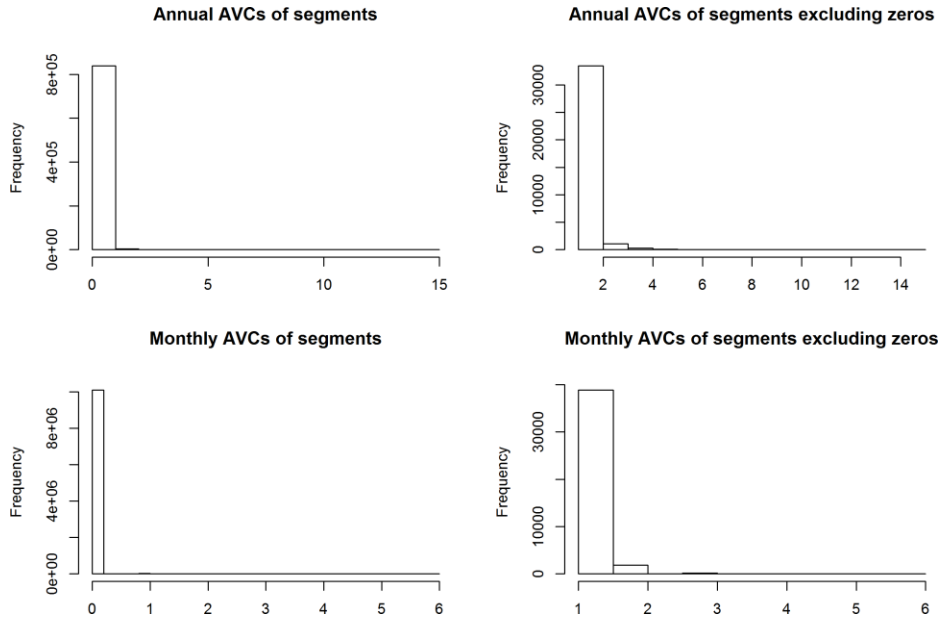 Annual AVCs of segments
Frequency
0e+00 4e+05 8e+05
0 5 10 15
Annual AVCs of segments excluding zeros
Frequency
0 10000 30000
2 4 6 8 10 12 14
Monthly AVCs of segments
Frequency
0e+00 4e+06 8e+06
0 1 2 3 4 5 6
Monthly AVCs of segments excluding zeros
Frequency
0 10000 30000
1 2 3 4 5 6